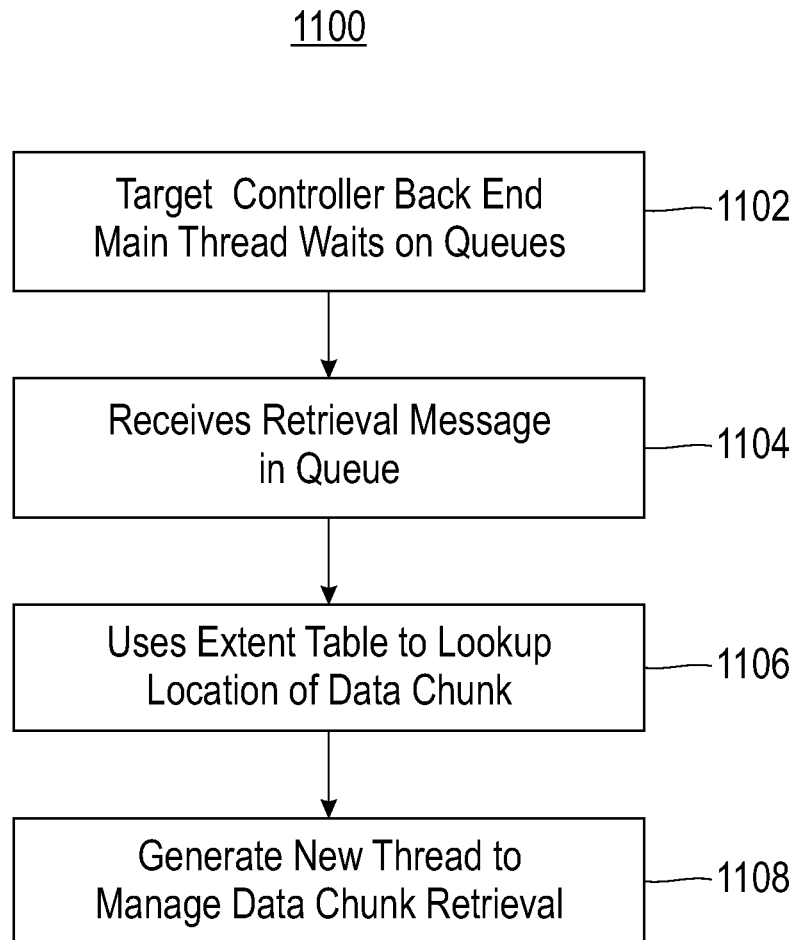 1100
Target Controller Back End
Main Thread Waits on Queues
1102
Receives Retrieval Message
in Queue
1104
Uses Extent Table to Lookup
Location of Data Chunk
1106
Generate New Thread to
Manage Data Chunk Retrieval
1108